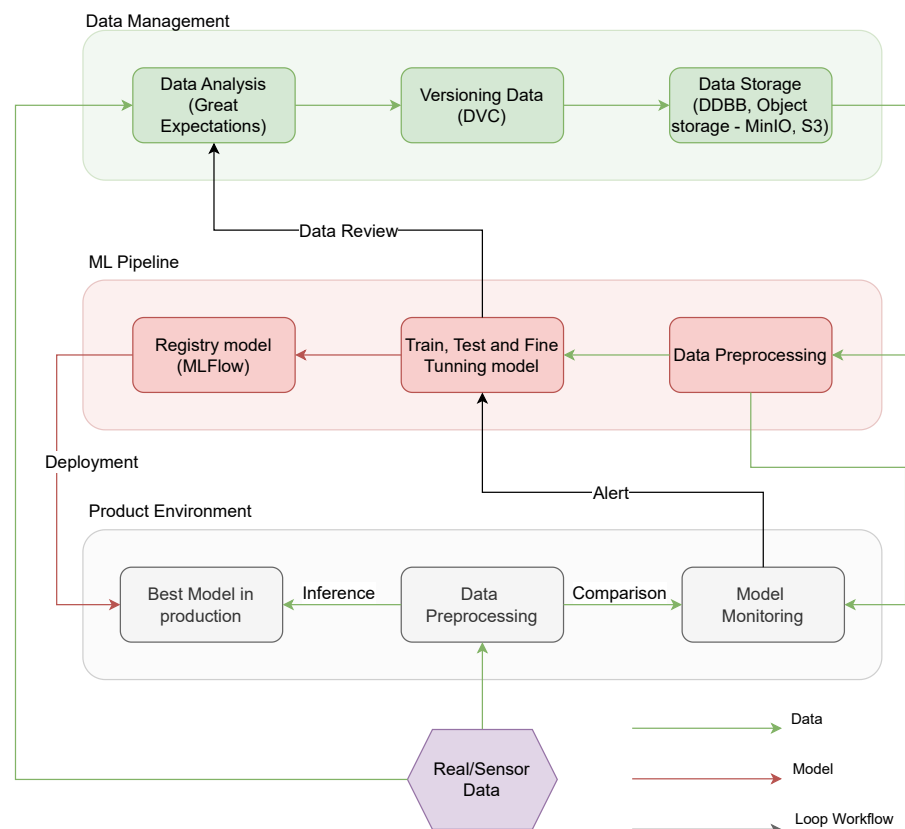 Data Management
Data Analysis
(Great
Expectations)
Versioning Data
(DVC)
Data Storage
(DDBB, Object
storage - MinIO, S3)
Data Review
ML Pipeline
Registry model
(MLFlow)
Train, Test and Fine
Tunning model
Data Preprocessing
Deployment
Alert
Product Environment
Best Model in
production
Inference
Data
Preprocessing
Comparison
Model
Monitoring
Real/Sensor
Data
Data
Model
Loop Workflow